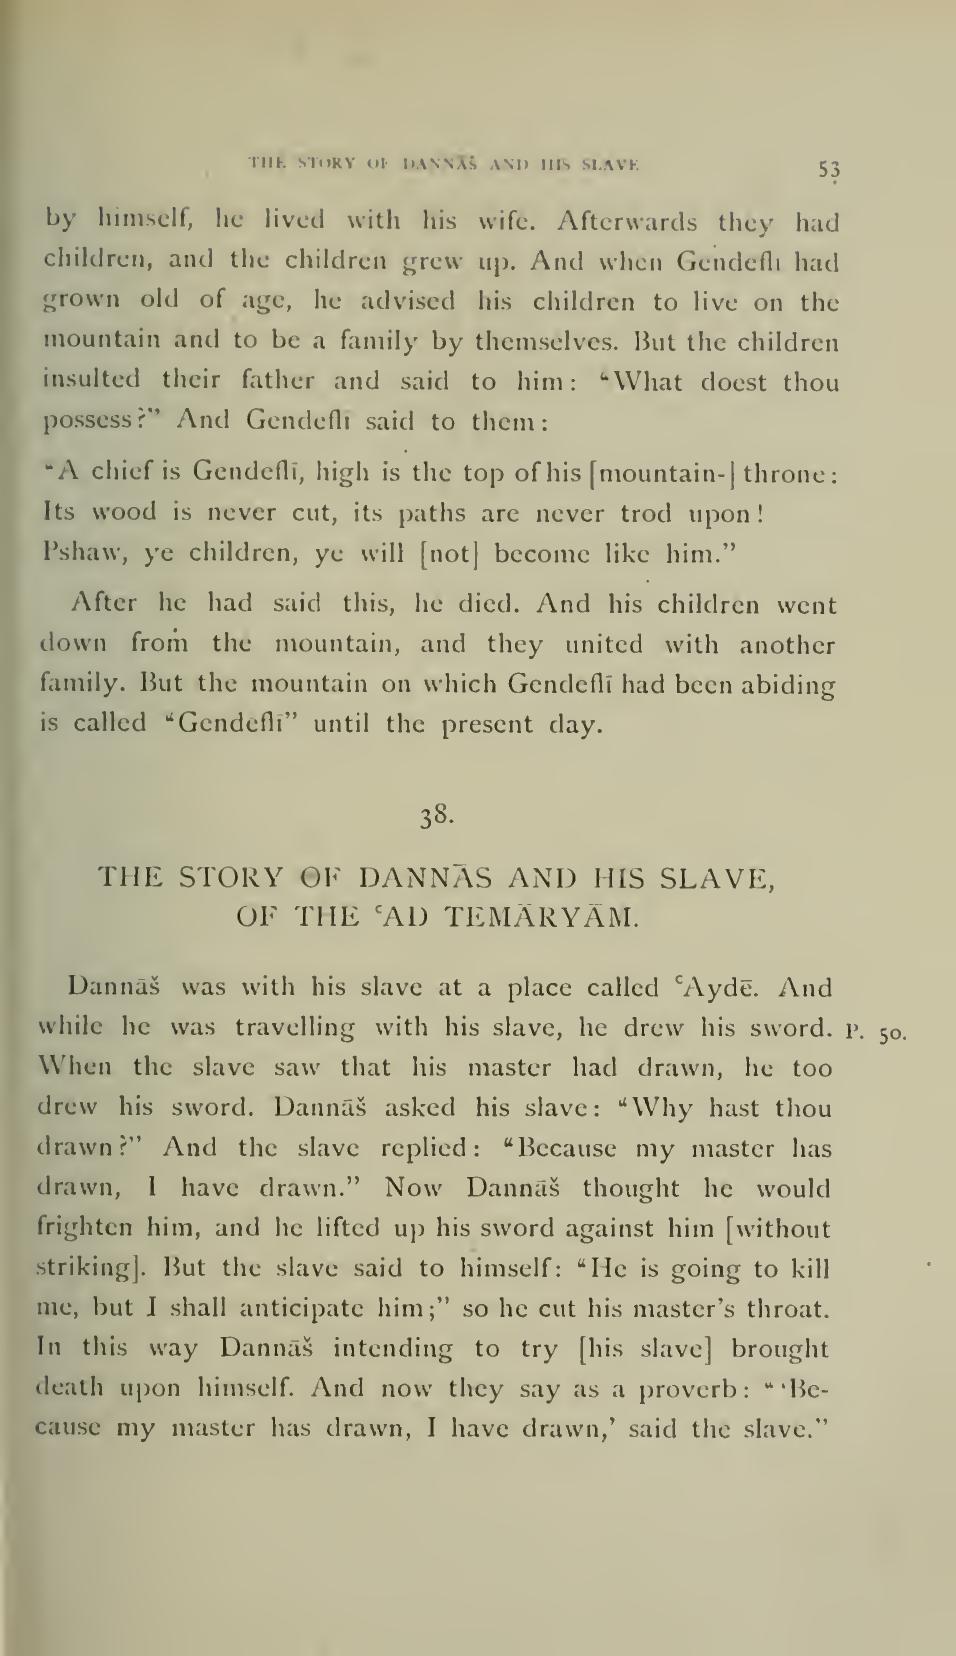 THE STORY OF DANNĀŠ AND HIS SLAVE 53
by himself, he lived with his wife. Afterwards they had
children, and the children grew up. And when Gendeflī had
grown old of age, he advised his children to live on the
mountain and to be a family by themselves. But the children
insulted their father and said to him: “What doest thou
possess?” And Gendeflī said to them:
“A chief is Gendeflī, high is the top of his [mountain-] throne:
Its wood is never cut, its paths are never trod upon!
Pshaw, ye children, ye will [not] become like him.”
After he had said this, he died. And his children went
down from the mountain, and they united with another
family. But the mountain on which Gendeflī had been abiding
is called “Gendeflī” until the present day.
38.
THE STORY OF DANNĀS AND HIS SLAVE,
OF THE ʿAD TEMĀRYĀM.
Dannāš was with his slave at a place called ʿAydē. And
while he was travelling with his slave, he drew his sword. P. 50.
When the slave saw that his master had drawn, he too
drew his sword. Dannāš asked his slave: “Why hast thou
drawn?” And the slave replied: “Because my master has
drawn, I have drawn.” Now Dannāš thought he would
frighten him, and he lifted up his sword against him [without
striking]. But the slave said to himself: “He is going to kill
me, but I shall anticipate him;” so he cut his master's throat.
In this way Dannāš intending to try [his slave] brought
death upon himself. And now they say as a proverb: “‘Be-
cause my master has drawn, I have drawn,’ said the slave.”